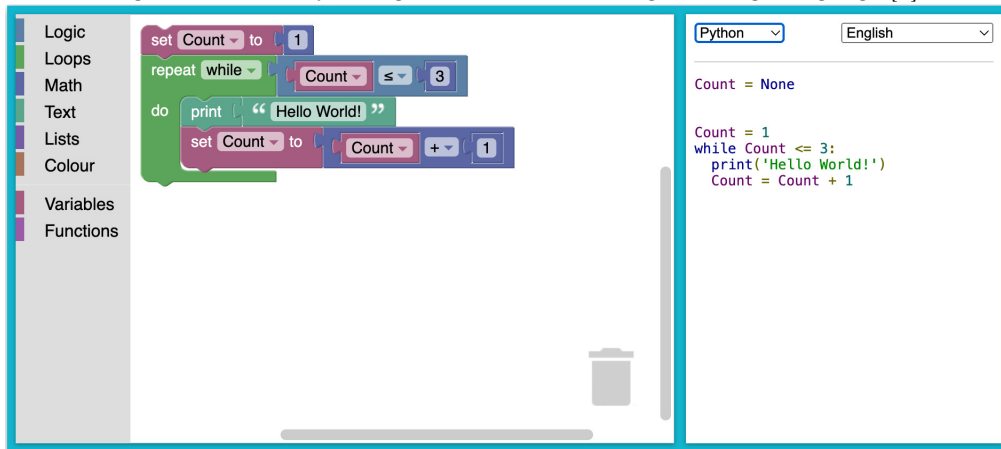 Logic
Loops
Math
Text
Lists
Colour
Variables
Functions
set Count to 1
repeat while Count ≤ 3
do print “ Hello World! ”
set Count to Count + 1
Python English
Count = None
Count = 1
while Count <= 3:
  print('Hello World!')
  Count = Count + 1